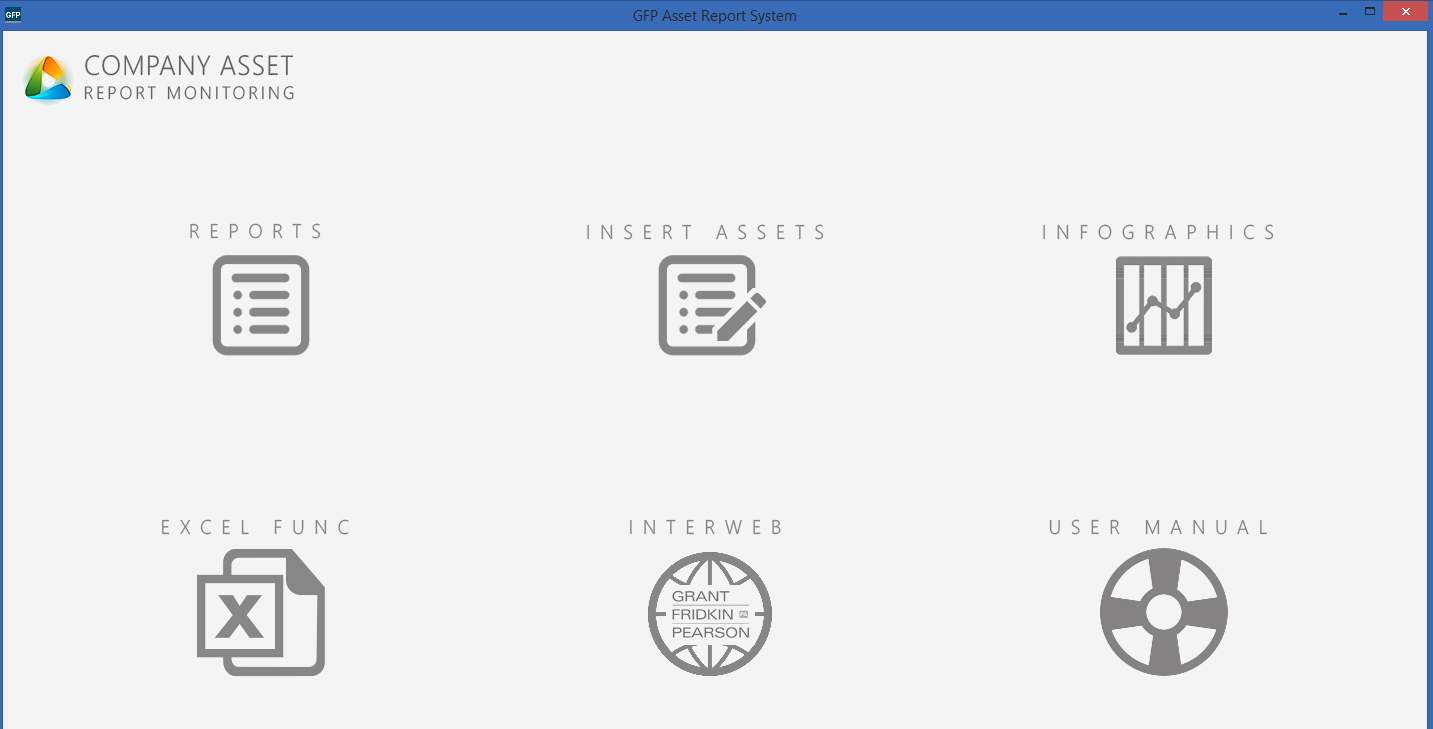 GFP
GFP Asset Report System
COMPANY ASSET
REPORT MONITORING
REPORTS
INSERT ASSETS
INFOGRAPHICS
EXCEL FUNC
INTERWEB
USER MANUAL
X
GRANT
FRIDKIN
PEARSON